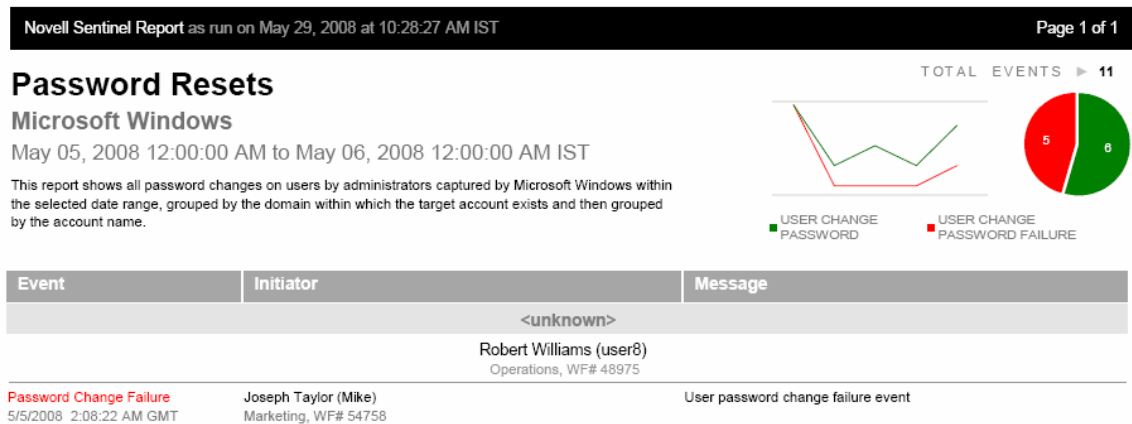 Novell Sentinel Report as run on May 29, 2008 at 10:28:27 AM IST
Page 1 of 1
Password Resets
Microsoft Windows
May 05, 2008 12:00:00 AM to May 06, 2008 12:00:00 AM IST
This report shows all password changes on users by administrators captured by Microsoft Windows within
the selected date range, grouped by the domain within which the target account exists and then grouped
by the account name.
TOTAL EVENTS ▶ 11
5
6
USER CHANGE
PASSWORD
USER CHANGE
PASSWORD FAILURE
Event
Initiator
Message
<unknown>
Robert Williams (user8)
Operations, WF# 48975
Password Change Failure
Joseph Taylor (Mike)
User password change failure event
5/5/2008 2:08:22 AM GMT
Marketing, WF# 54758